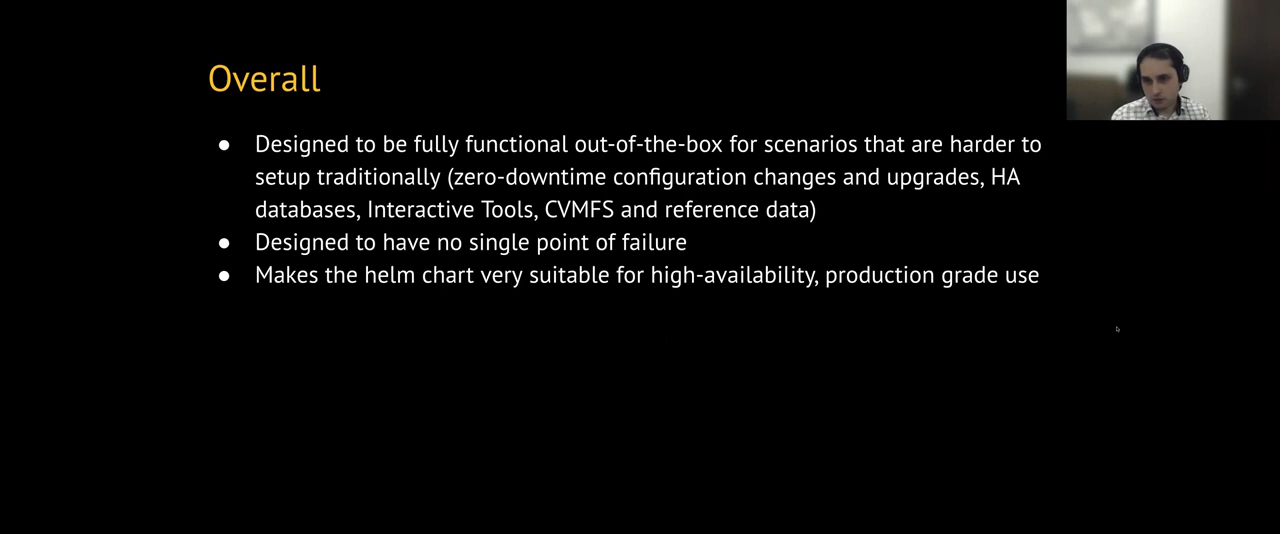 Overall
● Designed to be fully functional out-of-the-box for scenarios that are harder to
setup traditionally (zero-downtime configuration changes and upgrades, HA
databases, Interactive Tools, CVMFS and reference data)
● Designed to have no single point of failure
● Makes the helm chart very suitable for high-availability, production grade use